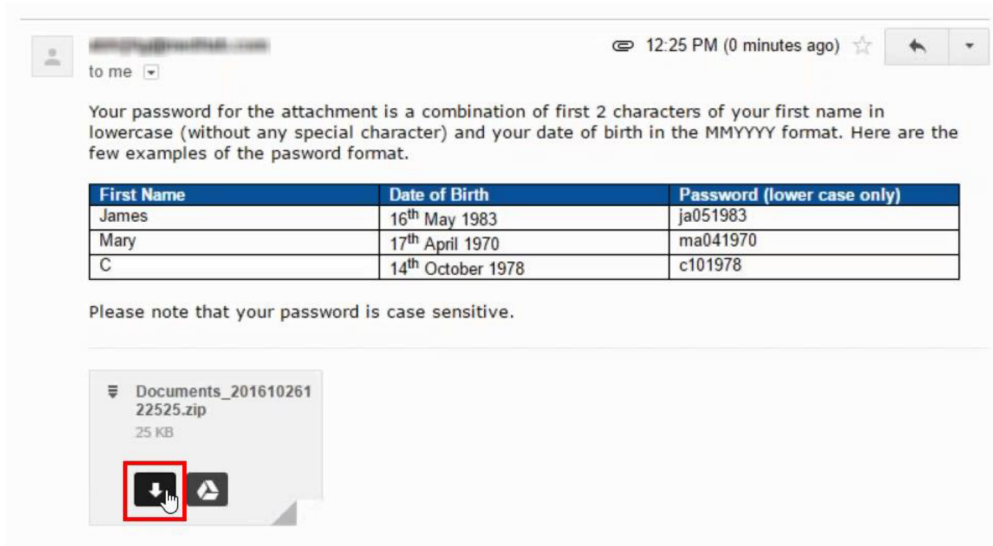 12:25 PM (0 minutes ago)
to me
Your password for the attachment is a combination of first 2 characters of your first name in
lowercase (without any special character) and your date of birth in the MMYYYY format. Here are the
few examples of the pasword format.
First Name Date of Birth Password (lower case only)
James 16th May 1983 ja051983
Mary 17th April 1970 ma041970
C 14th October 1978 c101978
Please note that your password is case sensitive.
Documents_201610261
22525.zip
25 KB